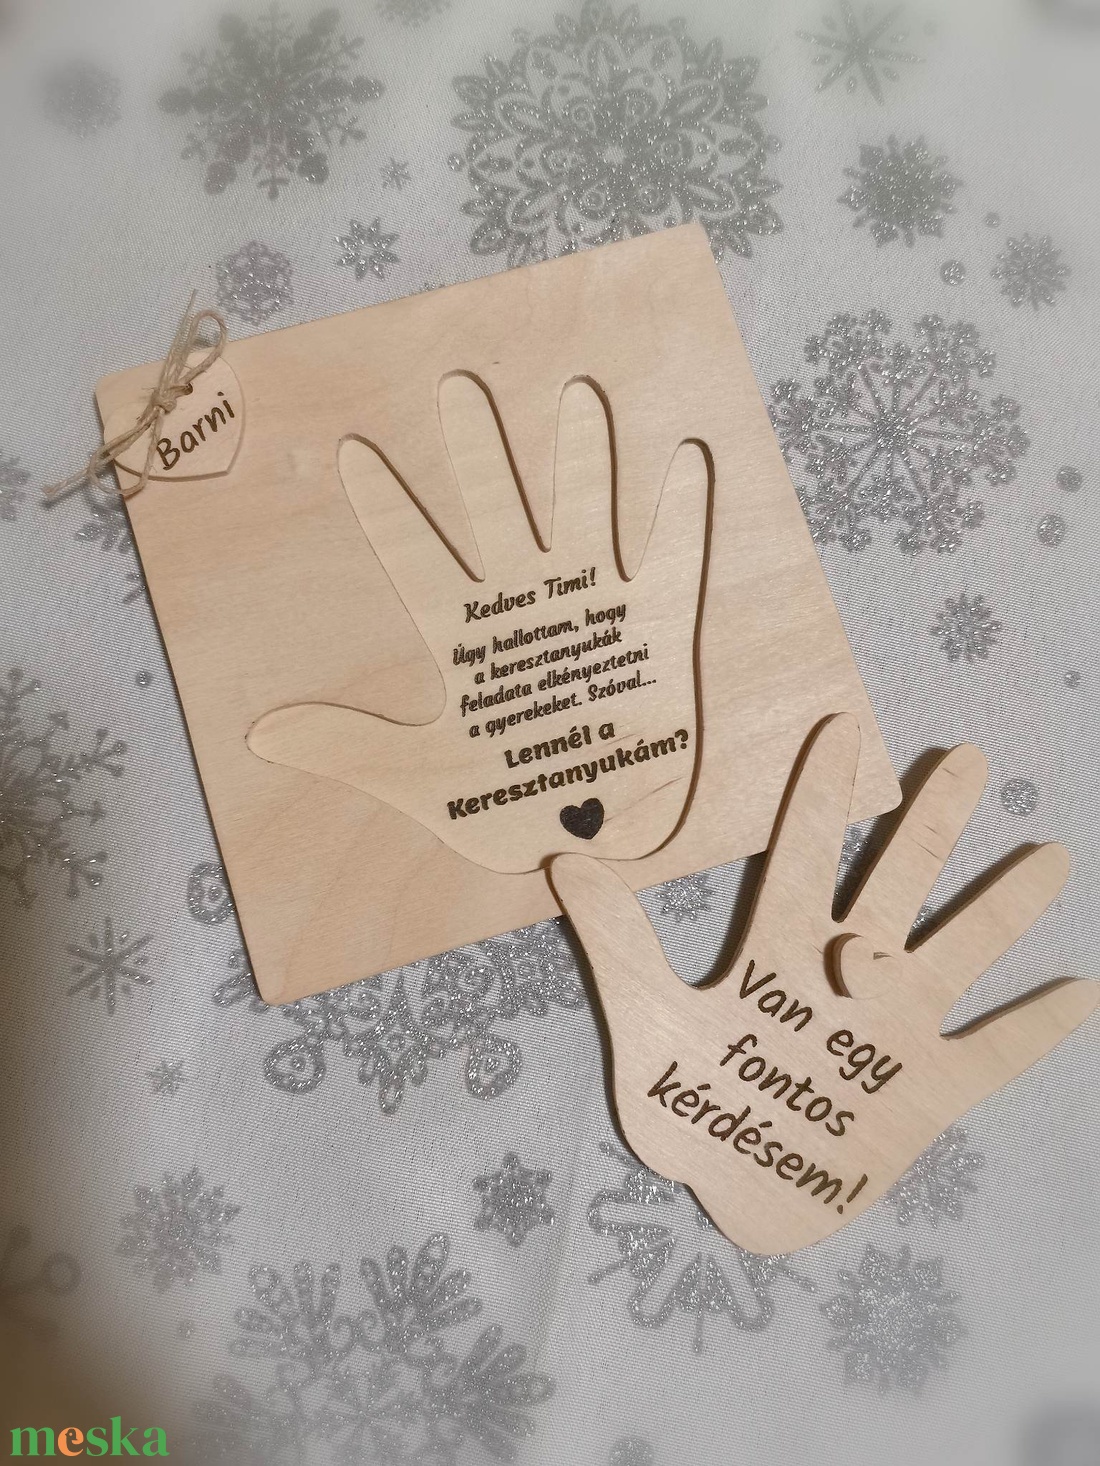 Barni
Kedves Timi!
Úgy hallottam, hogy
a keresztanyukák
feladata elkényeztetni
a gyerekeket. Szóval...
Lennél a
Keresztanyukám?
Van egy
fontos
kérdésem!
meska